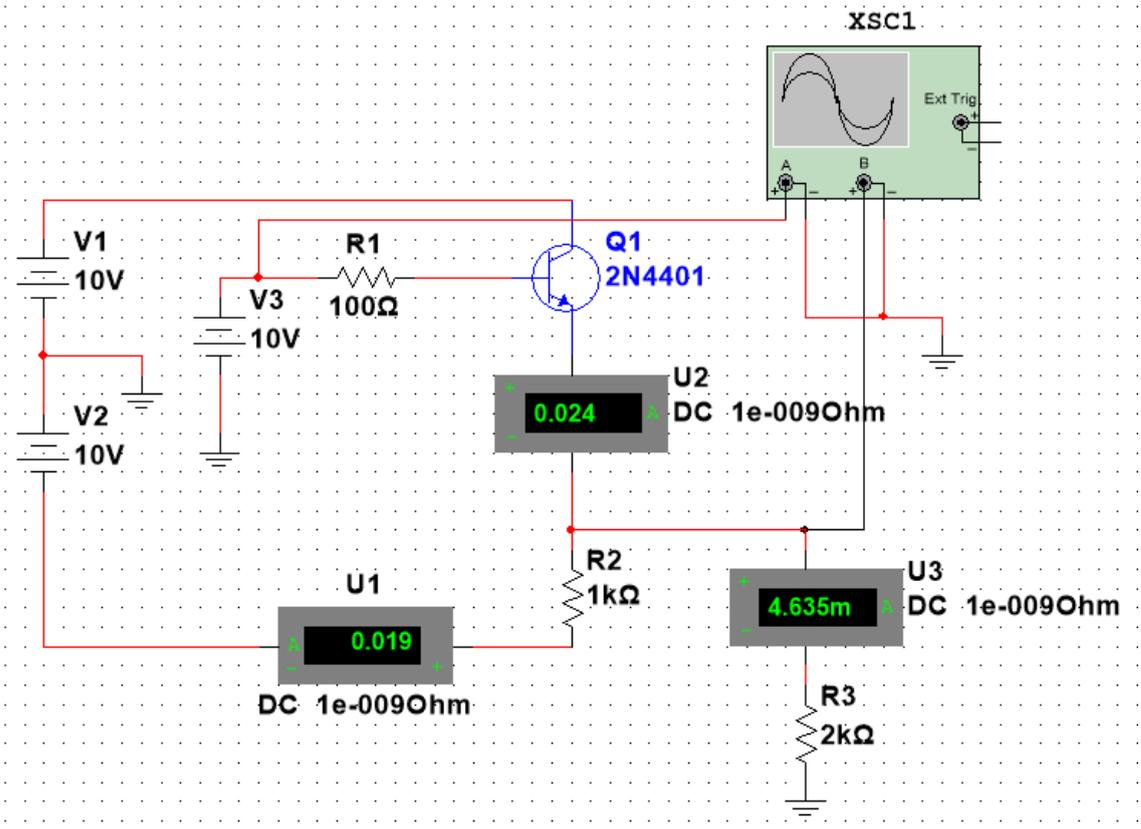 XSC1
Ext Trig
+
−
A
B
+
−
+
−
V1
10V
R1
100Ω
Q1
2N4401
V3
10V
U2
+
0.024
A
DC 1e-009Ohm
−
V2
10V
R2
1kΩ
U1
A
0.019
−
+
DC 1e-009Ohm
U3
+
4.635m
A
DC 1e-009Ohm
−
R3
2kΩ